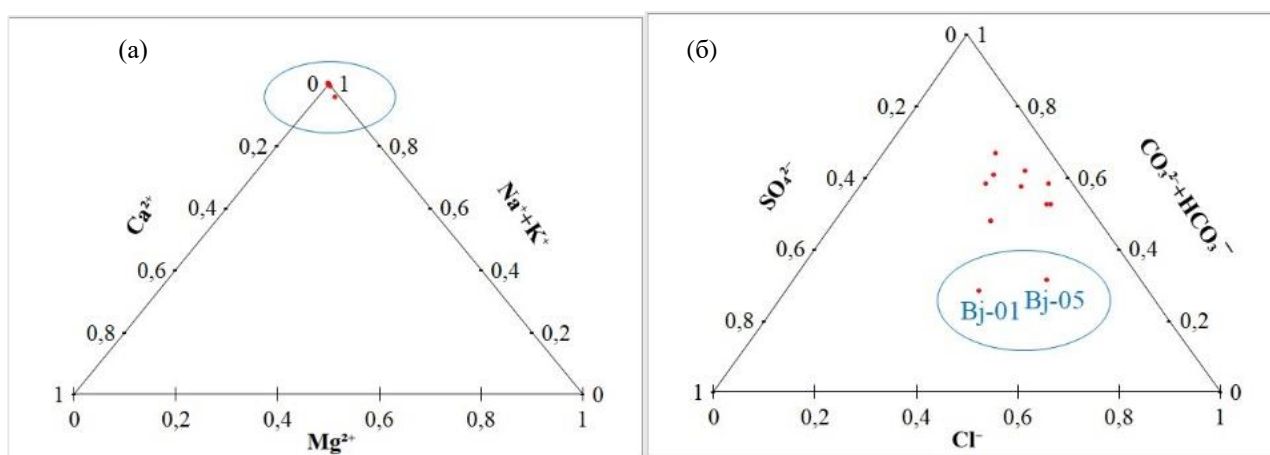 (а)
0 1
0,2 0,8
Ca²⁺ Na⁺+K⁺
0,4 0,6
0,6 0,4
0,8 0,2
1 0
0 0,2 0,4 0,6 0,8 1
Mg²⁺
(б)
0 1
0,2 0,8
SO₄²⁻ CO₃²⁻+HCO₃⁻
0,4 0,6
0,6 0,4
Bj-01 Bj-05
0,8 0,2
1 0
0 0,2 0,4 0,6 0,8 1
Cl⁻